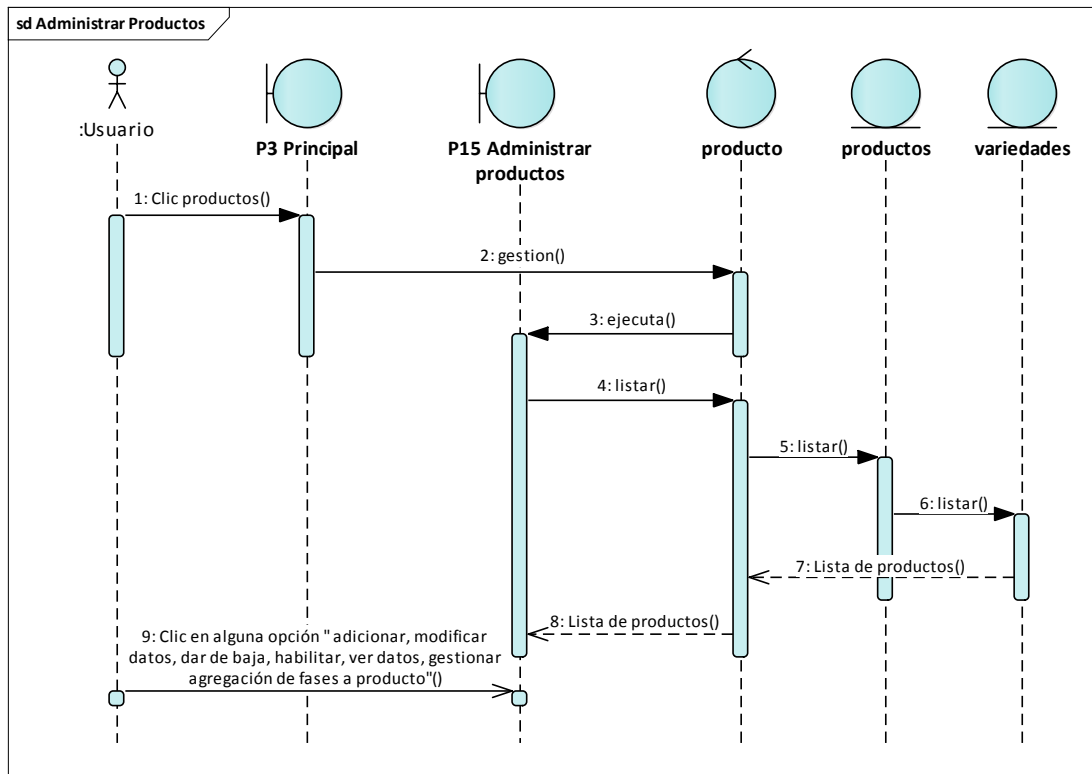 sd Administrar Productos
:Usuario
P3 Principal
P15 Administrar
productos
producto
productos
variedades
1: Clic productos()
2: gestion()
3: ejecuta()
4: listar()
5: listar()
6: listar()
7: Lista de productos()
8: Lista de productos()
9: Clic en alguna opción " adicionar, modificar
datos, dar de baja, habilitar, ver datos, gestionar
agregación de fases a producto"()